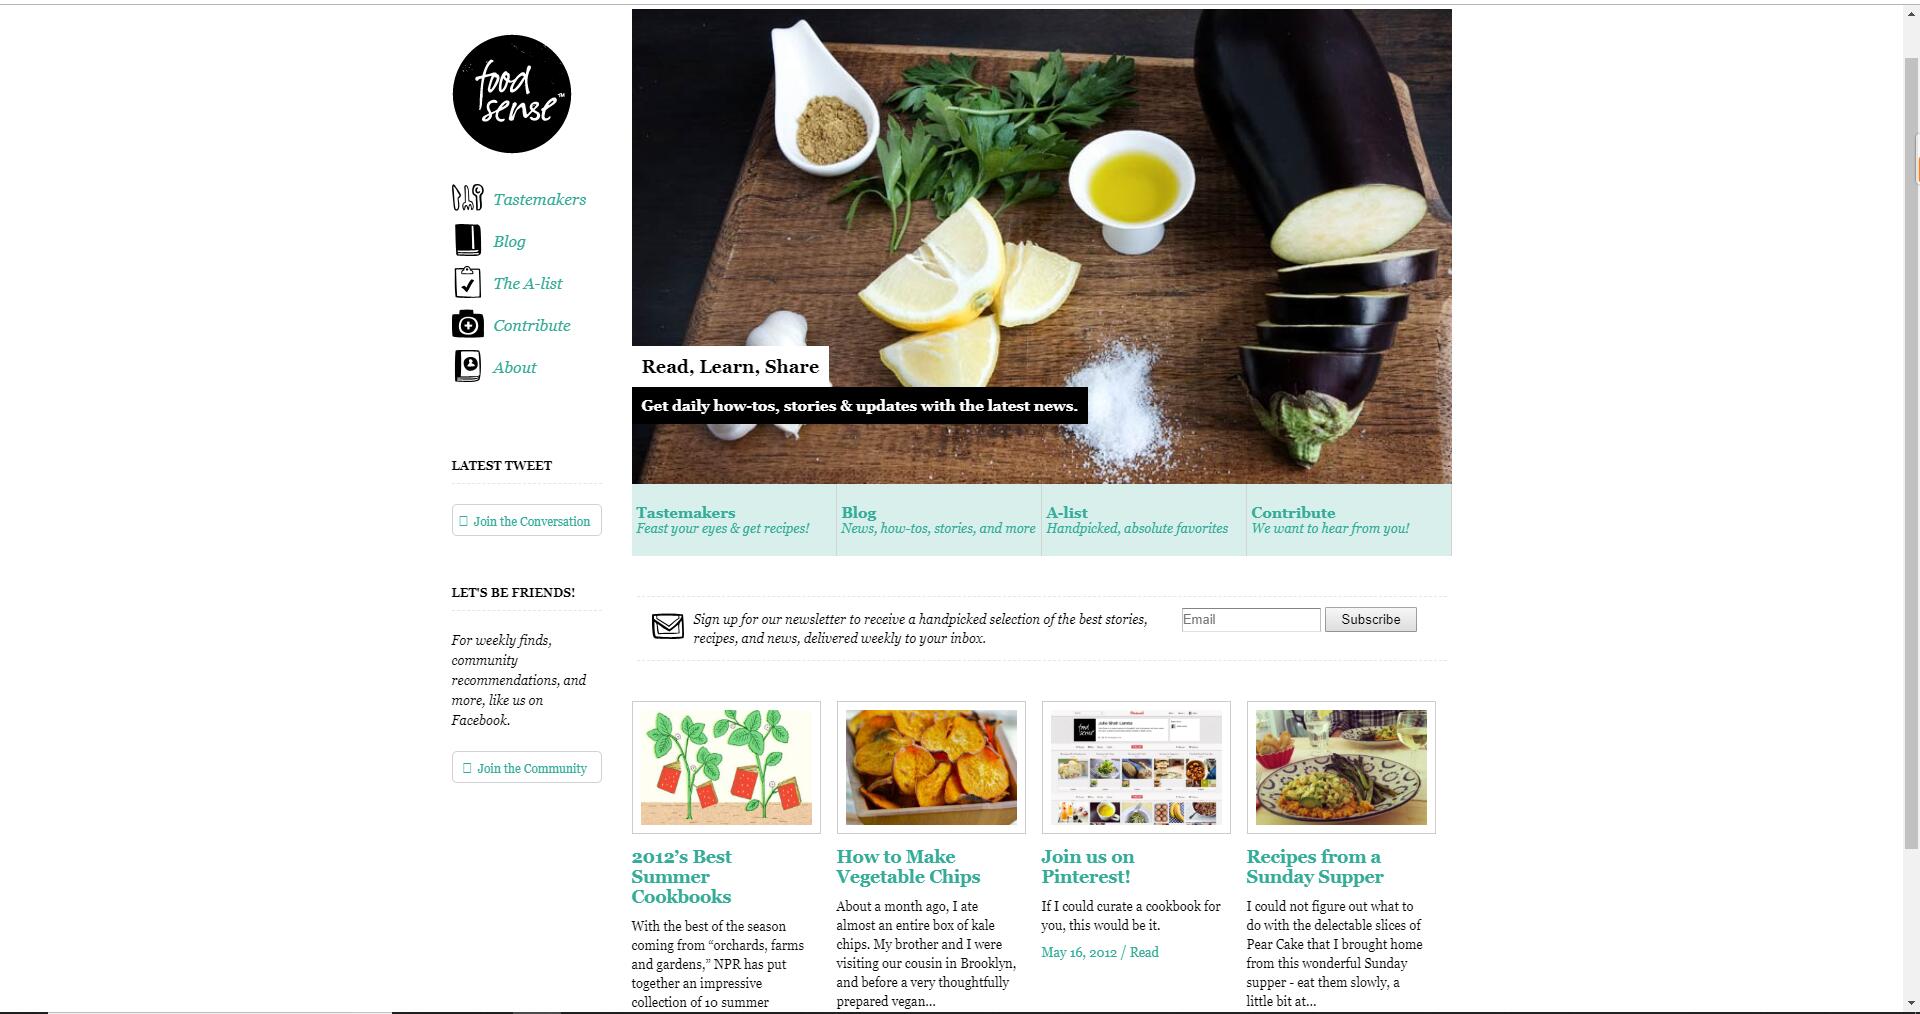 food
sense™
Tastemakers
Blog
The A-list
Contribute
About
LATEST TWEET
Join the Conversation
LET'S BE FRIENDS!
For weekly finds,
community
recommendations, and
more, like us on
Facebook.
Join the Community
Read, Learn, Share
Get daily how-tos, stories & updates with the latest news.
Tastemakers
Feast your eyes & get recipes!
Blog
News, how-tos, stories, and more
A-list
Handpicked, absolute favorites
Contribute
We want to hear from you!
Sign up for our newsletter to receive a handpicked selection of the best stories,
recipes, and news, delivered weekly to your inbox.
Email
Subscribe
2012’s Best
Summer
Cookbooks
With the best of the season
coming from “orchards, farms
and gardens,” NPR has put
together an impressive
collection of 10 summer
How to Make
Vegetable Chips
About a month ago, I ate
almost an entire box of kale
chips. My brother and I were
visiting our cousin in Brooklyn,
and before a very thoughtfully
prepared vegan...
food
sense
Join us on
Pinterest!
If I could curate a cookbook for
you, this would be it.
May 16, 2012 / Read
Recipes from a
Sunday Supper
I could not figure out what to
do with the delectable slices of
Pear Cake that I brought home
from this wonderful Sunday
supper - eat them slowly, a
little bit at...